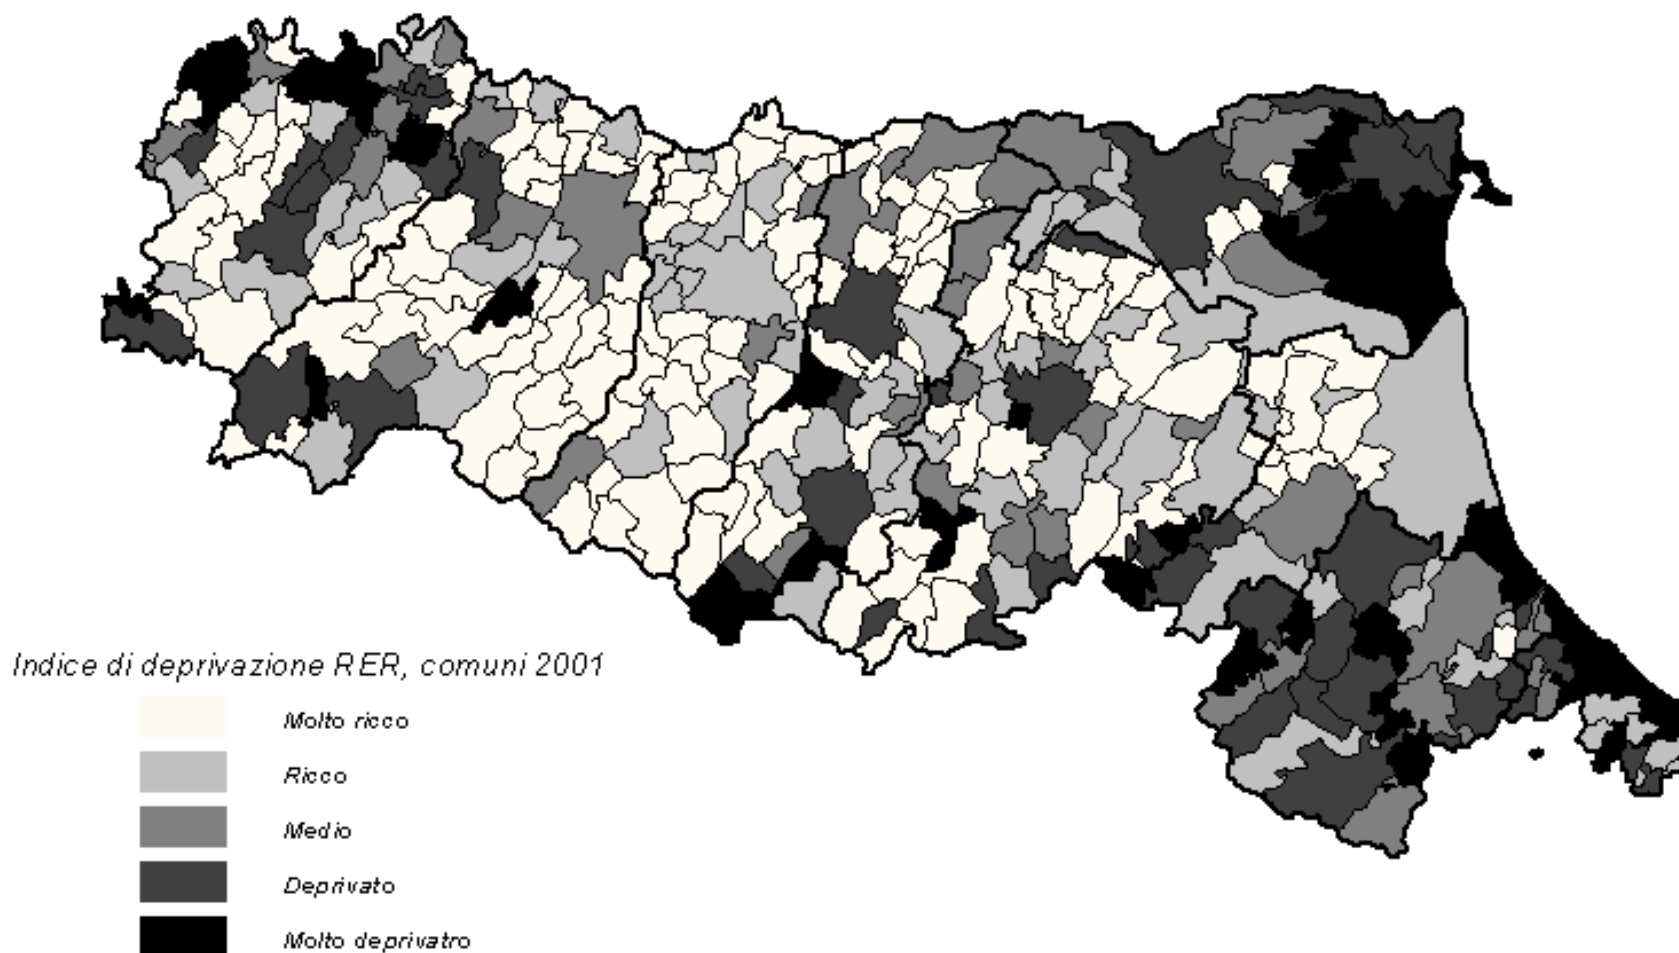 Indice di deprivazione RER, comuni 2001
Molto ricco
Ricco
Medio
Deprivato
Molto deprivatro